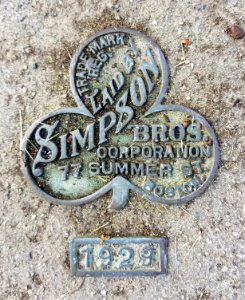 TRADE MARK
REG.
LAID BY
SIMPSON
BROS.
CORPORATION
77 SUMMER ST.
BOSTON
1929